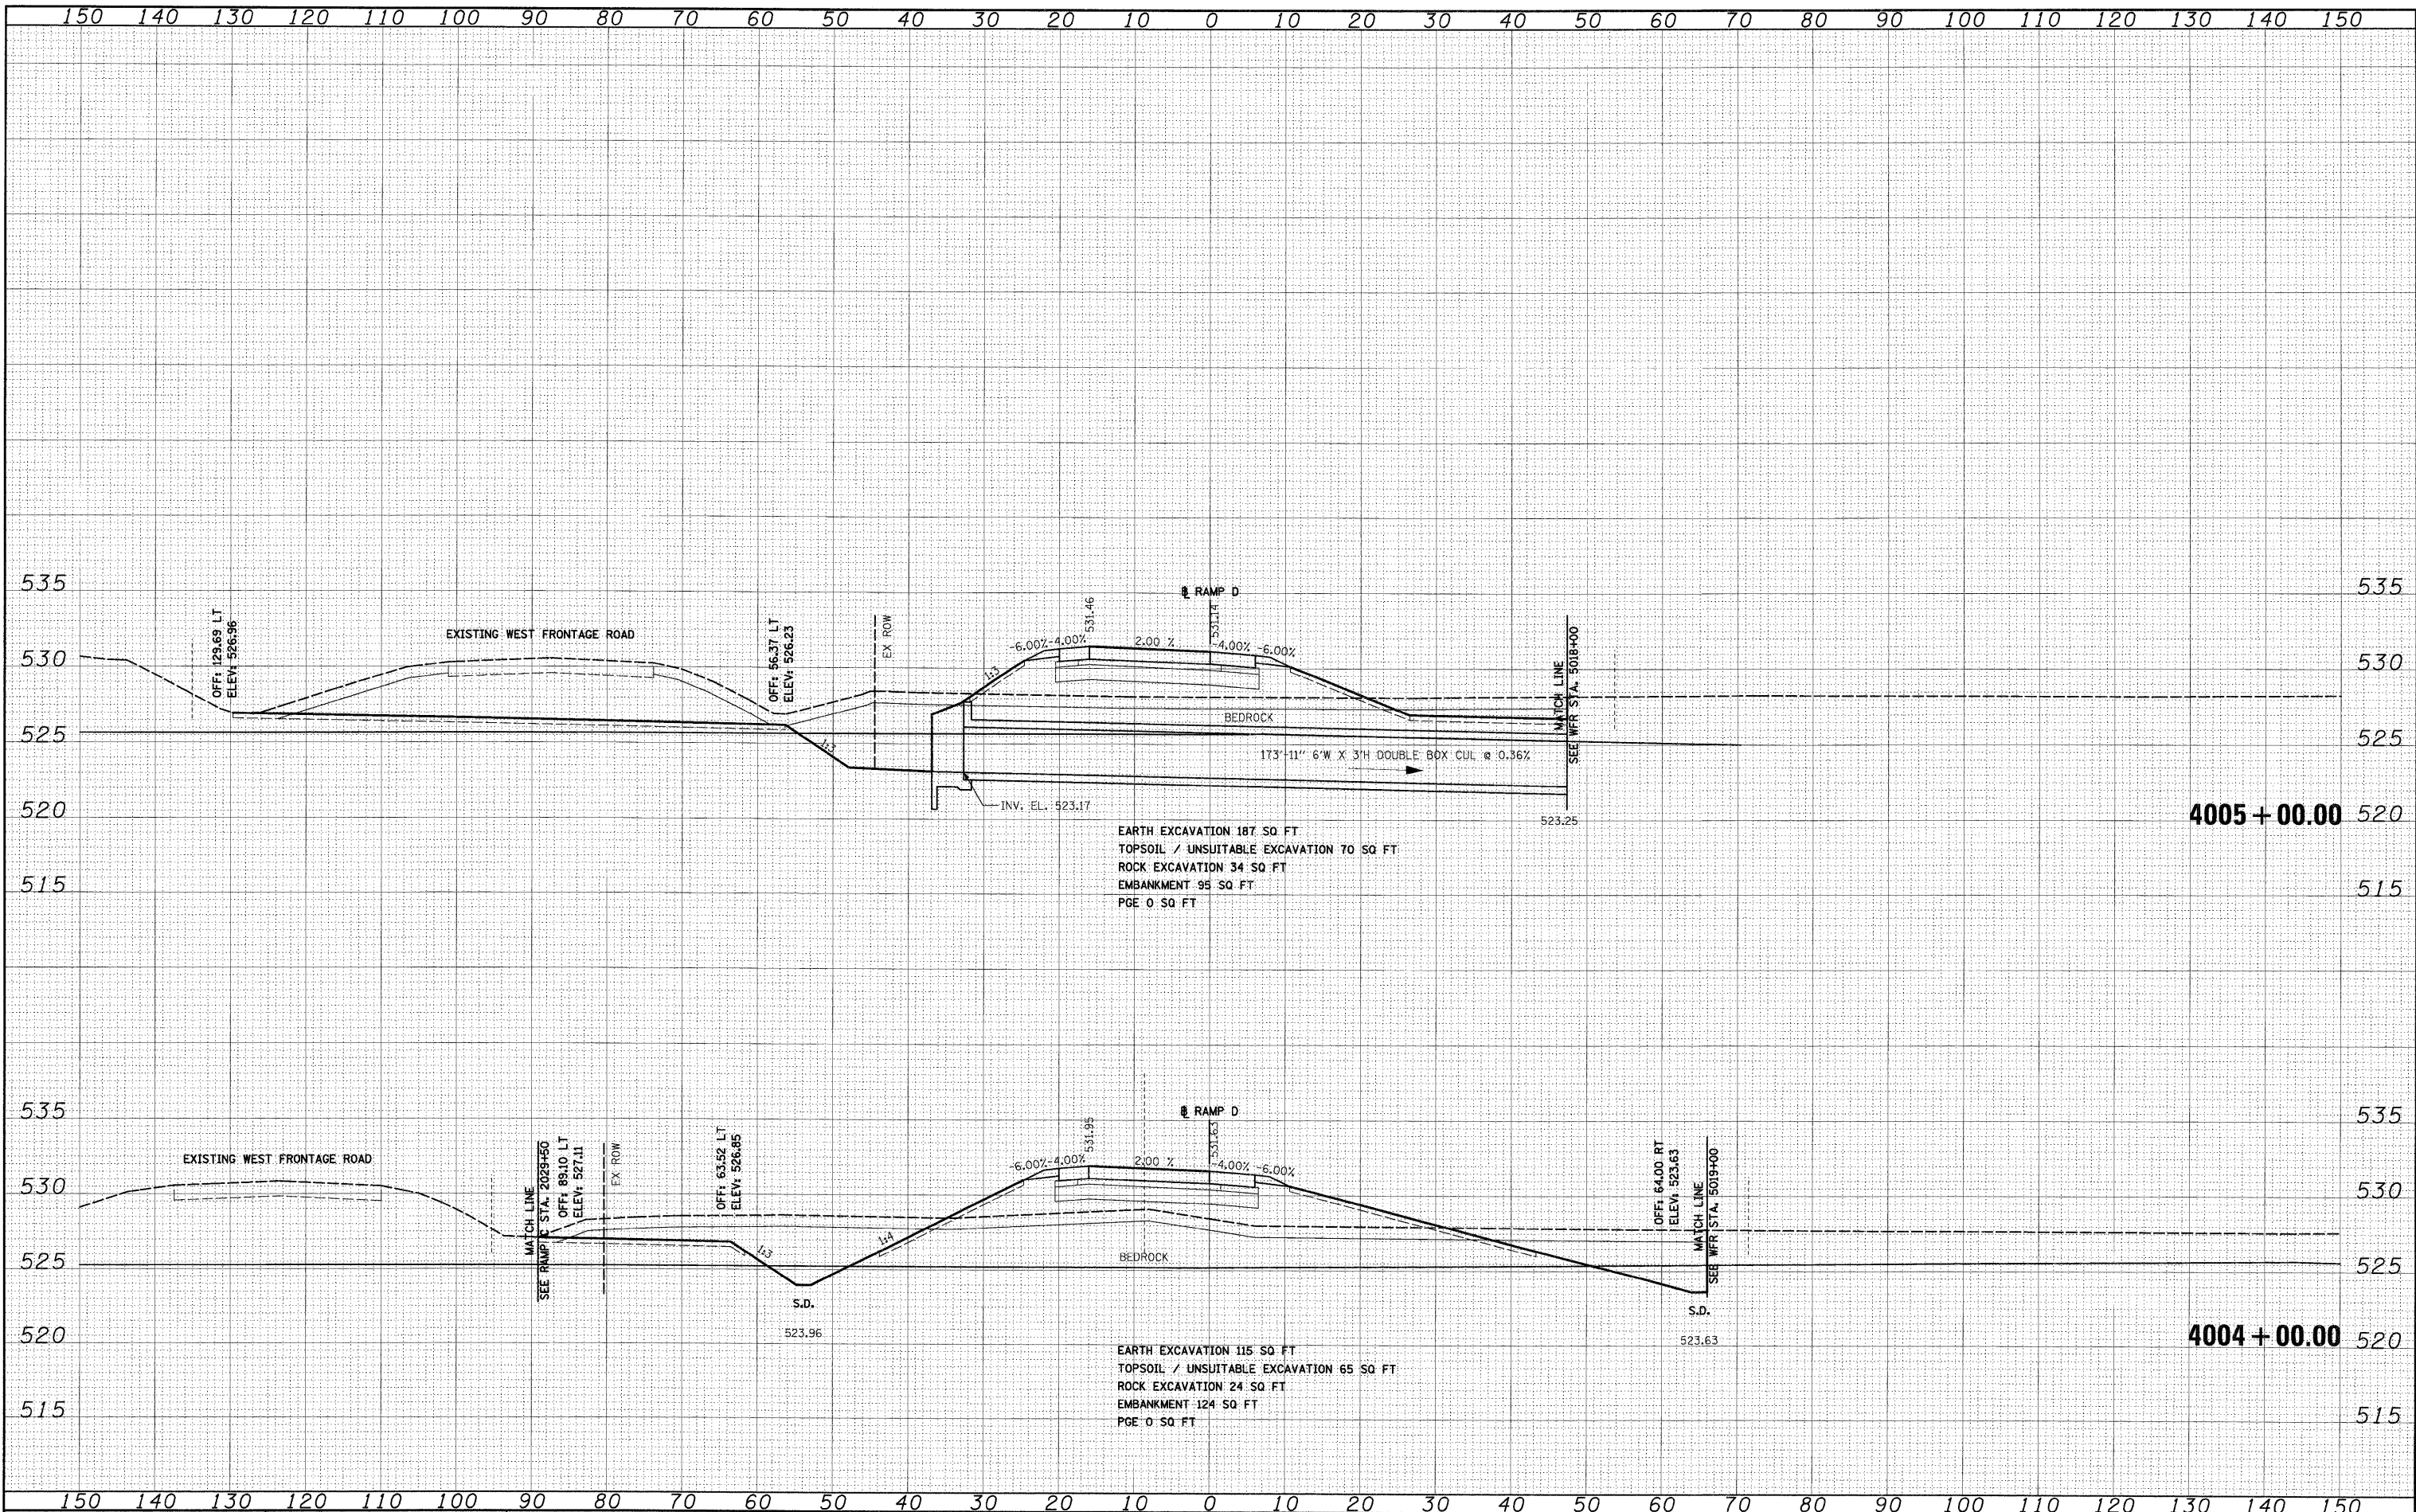 150 140 130 120 110 100 90 80 70 60 50 40 30 20 10 0 10 20 30 40 50 60 70 80 90 100 110 120 130 140 150
535 535
530 530
525 525
520 520
515 515
OFF: 129.69 LT
ELEV: 526.96
EXISTING WEST FRONTAGE ROAD
OFF: 56.37 LT
ELEV: 526.23
EX ROW
1:3
1:3
-6.00% -4.00%
531.46
2.00 %
℄ RAMP D
531.14
-4.00% -6.00%
BEDROCK
MATCH LINE
SEE WFR STA. 5018+00
173'-11" 6'W X 3'H DOUBLE BOX CUL @ 0.36%
INV. EL. 523.17
523.25
4005+00.00
EARTH EXCAVATION 187 SQ FT
TOPSOIL / UNSUITABLE EXCAVATION 70 SQ FT
ROCK EXCAVATION 34 SQ FT
EMBANKMENT 95 SQ FT
PGE 0 SQ FT
535 535
530 530
525 525
520 520
515 515
EXISTING WEST FRONTAGE ROAD
MATCH LINE
SEE RAMP C STA. 2029+50
OFF: 89.10 LT
ELEV: 527.11
EX ROW
OFF: 63.52 LT
ELEV: 526.85
1:3
S.D.
523.96
1:4
-6.00% -4.00%
531.95
2.00 %
℄ RAMP D
531.63
-4.00% -6.00%
BEDROCK
OFF: 64.00 RT
ELEV: 523.63
MATCH LINE
SEE WFR STA. 5019+00
S.D.
523.63
4004+00.00
EARTH EXCAVATION 115 SQ FT
TOPSOIL / UNSUITABLE EXCAVATION 65 SQ FT
ROCK EXCAVATION 24 SQ FT
EMBANKMENT 124 SQ FT
PGE 0 SQ FT
150 140 130 120 110 100 90 80 70 60 50 40 30 20 10 0 10 20 30 40 50 60 70 80 90 100 110 120 130 140 150